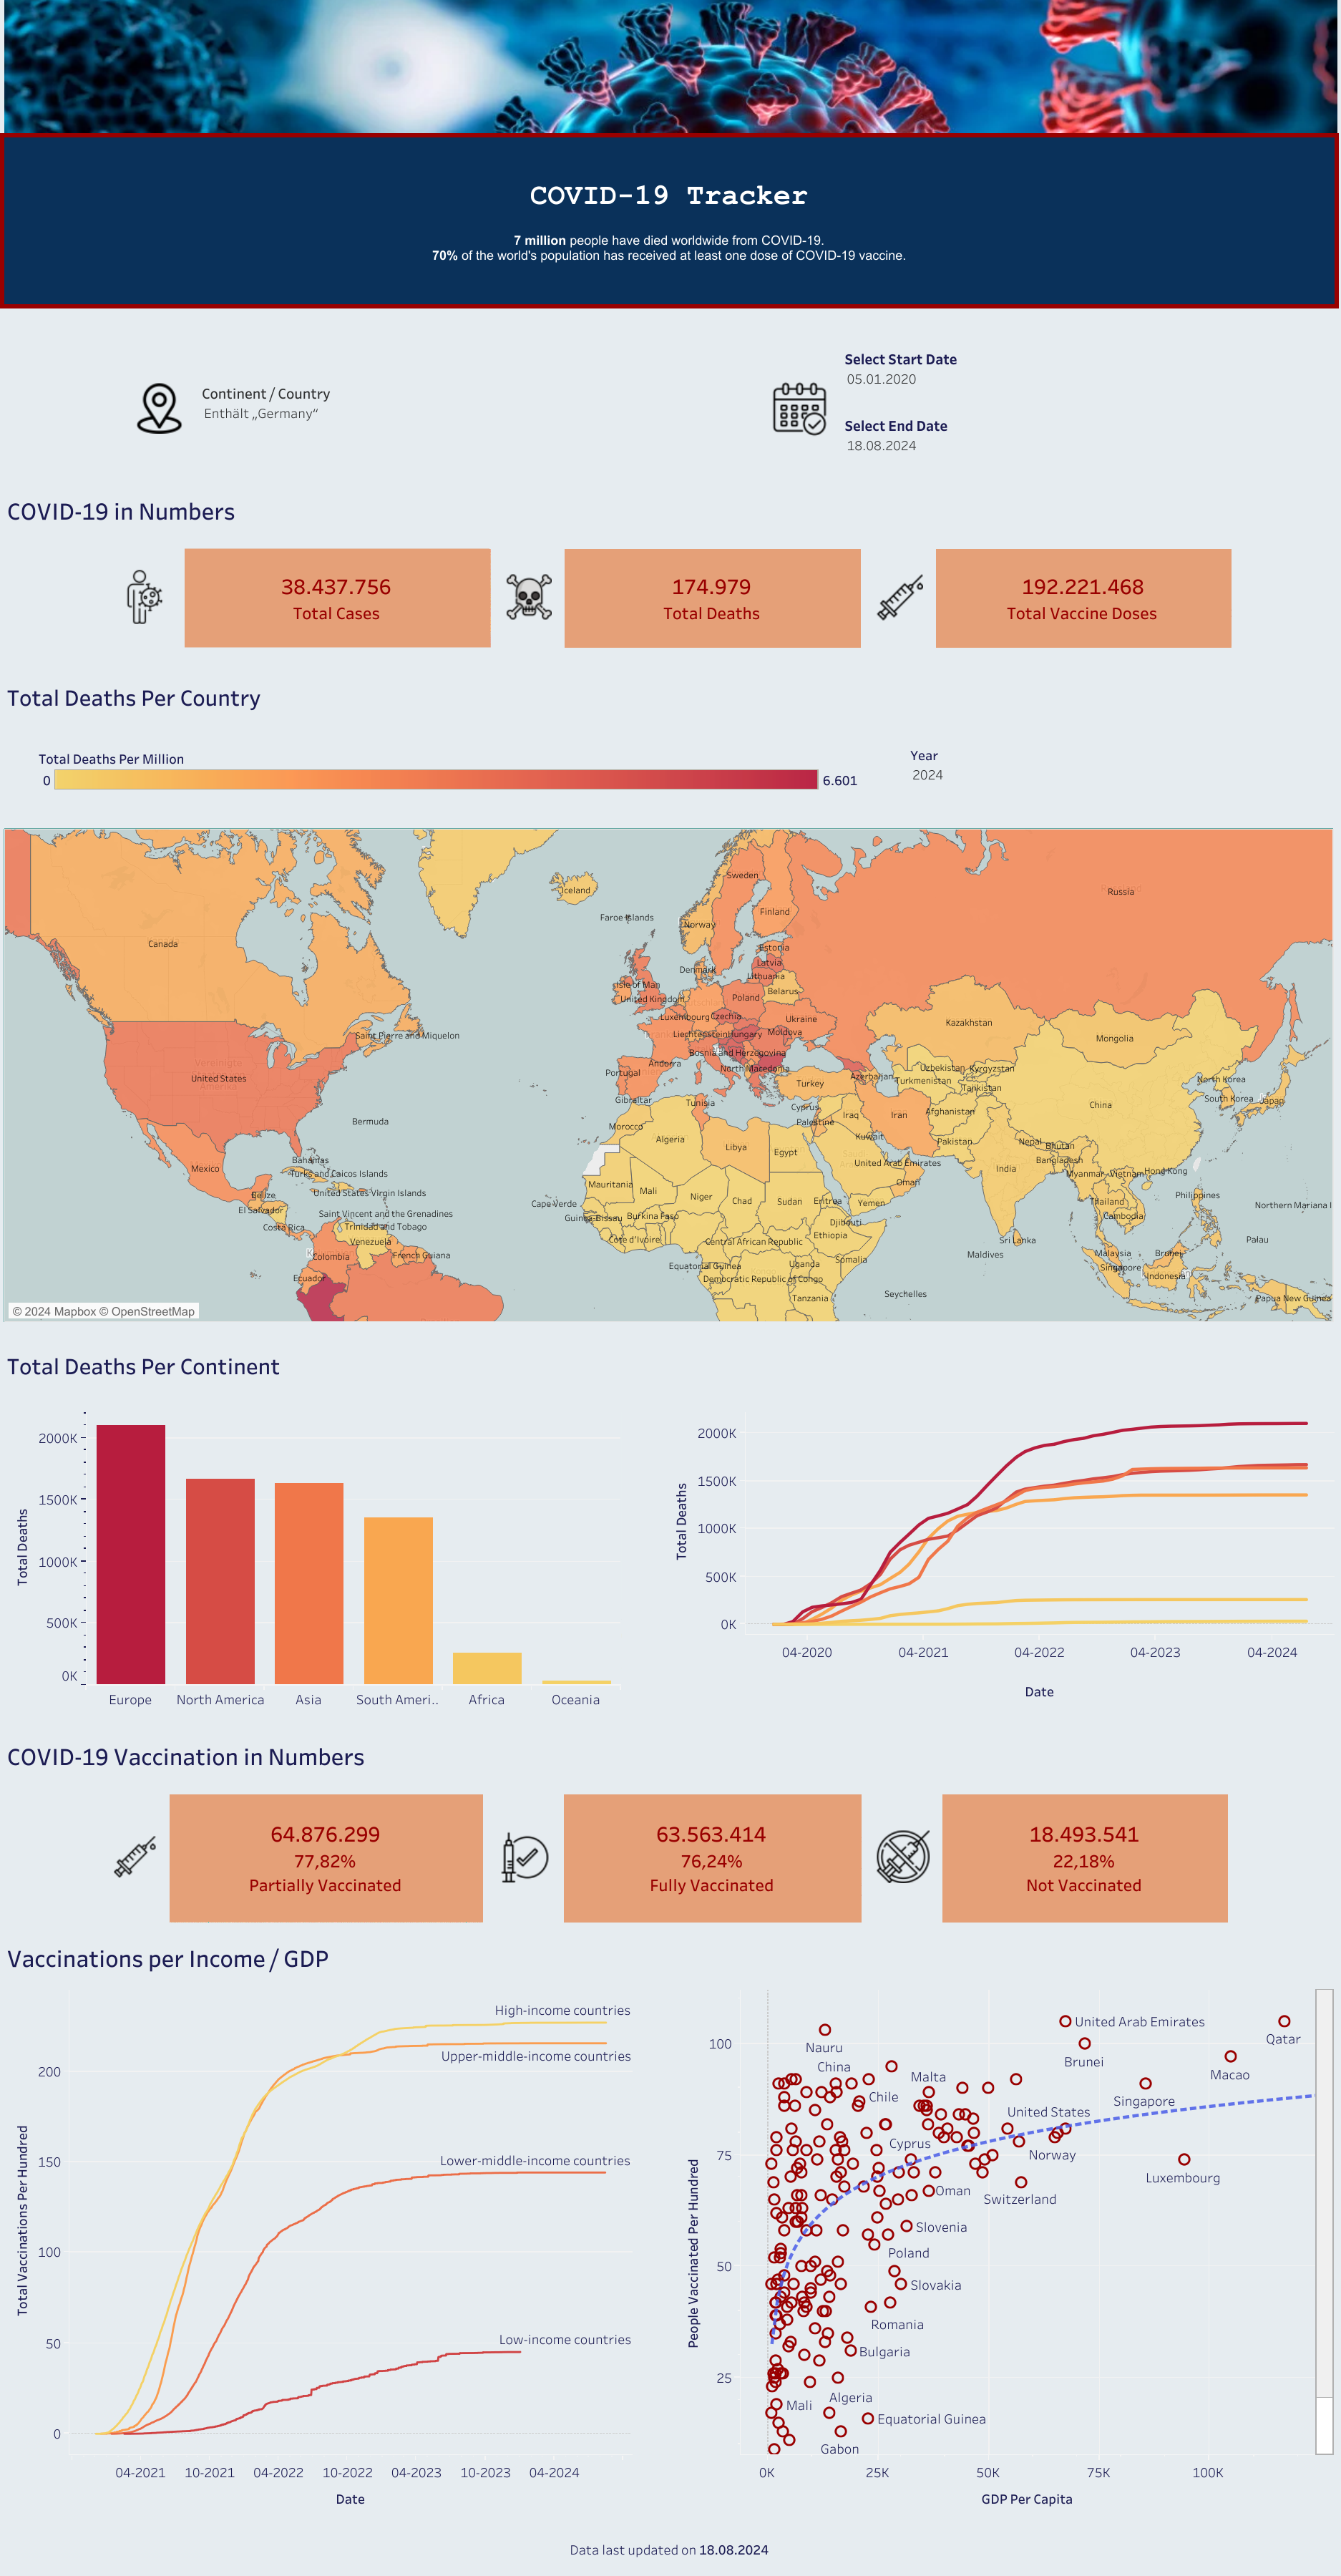 COVID-19 Tracker
7 million people have died worldwide from COVID-19.
70% of the world's population has received at least one dose of COVID-19 vaccine.
Continent / Country
Enthält „Germany“
Select Start Date
05.01.2020
Select End Date
18.08.2024
COVID-19 in Numbers
38.437.756
Total Cases
174.979
Total Deaths
192.221.468
Total Vaccine Doses
Total Deaths Per Country
Total Deaths Per Million
0
6.601
Year
2024
Sweden
Iceland
Russia
Faroe Islands
Finland
Norway
Canada
Estonia
Latvia
Denmark
Lithuania
Isle of Man
Belarus
United Kingdom
Poland
Luxembourg
Czechia
Ukraine
Kazakhstan
Saint Pierre and Miquelon
Liechtenstein
Hungary
Moldova
Mongolia
Bosnia and Herzegovina
Andorra
North Macedonia
Uzbekistan
Kyrgyzstan
Portugal
Azerbaijan
Turkmenistan
United States
Turkey
Tajikistan
North Korea
Gibraltar
Tunisia
Cyprus
China
South Korea
Japan
Iraq
Iran
Afghanistan
Bermuda
Morocco
Palestine
Algeria
Kuwait
Pakistan
Nepal
Bhutan
Libya
Egypt
Bahamas
Mexico
Turks and Caicos Islands
United Arab Emirates
India
Bangladesh
Myanmar
Vietnam
Hong Kong
Mauritania
Mali
Oman
Belize
United States Virgin Islands
Cape Verde
Niger
Chad
Sudan
Eritrea
Yemen
Thailand
Philippines
El Salvador
Saint Vincent and the Grenadines
Guinea-Bissau
Burkina Faso
Djibouti
Cambodia
Northern Mariana I
Costa Rica
Trinidad and Tobago
Cote d'Ivoire
Central African Republic
Ethiopia
Sri Lanka
Palau
Venezuela
Colombia
French Guiana
Equatorial Guinea
Uganda
Somalia
Maldives
Malaysia
Brunei
Singapore
Indonesia
Ecuador
Democratic Republic of Congo
Tanzania
Seychelles
Papua New Guinea
© 2024 Mapbox © OpenStreetMap
Total Deaths Per Continent
Total Deaths
2000K
1500K
1000K
500K
0K
Europe
North America
Asia
South Ameri..
Africa
Oceania
Total Deaths
2000K
1500K
1000K
500K
0K
04-2020
04-2021
04-2022
04-2023
04-2024
Date
COVID-19 Vaccination in Numbers
64.876.299
77,82%
Partially Vaccinated
63.563.414
76,24%
Fully Vaccinated
18.493.541
22,18%
Not Vaccinated
Vaccinations per Income / GDP
Total Vaccinations Per Hundred
200
150
100
50
0
High-income countries
Upper-middle-income countries
Lower-middle-income countries
Low-income countries
04-2021
10-2021
04-2022
10-2022
04-2023
10-2023
04-2024
Date
People Vaccinated Per Hundred
100
75
50
25
United Arab Emirates
Nauru
Qatar
China
Brunei
Malta
Macao
Chile
Singapore
United States
Cyprus
Norway
Luxembourg
Oman
Switzerland
Slovenia
Poland
Slovakia
Romania
Bulgaria
Algeria
Mali
Equatorial Guinea
Gabon
0K
25K
50K
75K
100K
GDP Per Capita
Data last updated on 18.08.2024